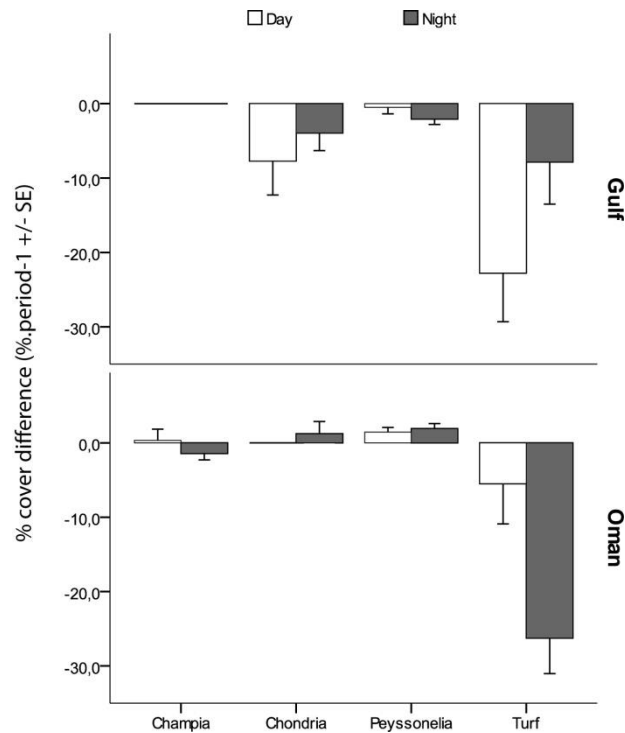 Day Night
% cover difference (%.period-1 +/- SE)
0,0
-10,0
-20,0
-30,0
Gulf
0,0
-10,0
-20,0
-30,0
Oman
Champia Chondria Peyssonelia Turf